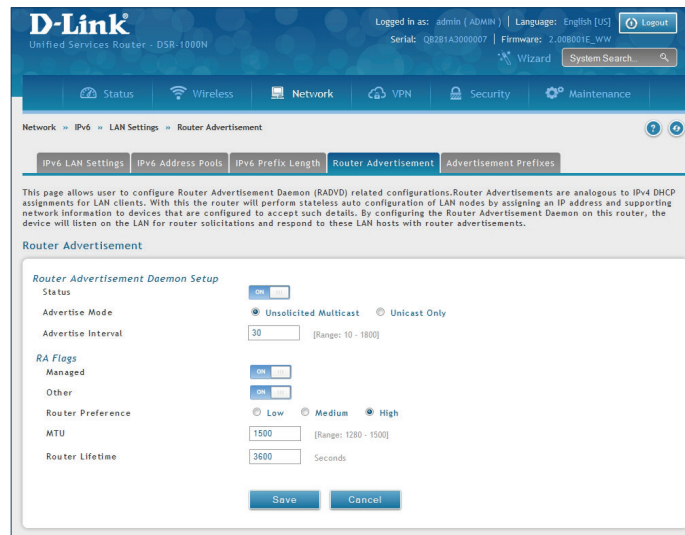 D-Link
Unified Services Router - DSR-1000N
Logged in as: admin ( ADMIN ) | Language: English [US]
Logout
Serial: QB2B1A3000007 | Firmware: 2.00B001E_WW
Wizard
System Search...
Status
Wireless
Network
VPN
Security
Maintenance
Network » IPv6 » LAN Settings » Router Advertisement
IPv6 LAN Settings
IPv6 Address Pools
IPv6 Prefix Length
Router Advertisement
Advertisement Prefixes
This page allows user to configure Router Advertisement Daemon (RADVD) related configurations.Router Advertisements are analogous to IPv4 DHCP
assignments for LAN clients. With this the router will perform stateless auto configuration of LAN nodes by assigning an IP address and supporting
network information to devices that are configured to accept such details. By configuring the Router Advertisement Daemon on this router, the
device will listen on the LAN for router solicitations and respond to these LAN hosts with router advertisements.
Router Advertisement
Router Advertisement Daemon Setup
Status ON
Advertise Mode Unsolicited Multicast Unicast Only
Advertise Interval 30 [Range: 10 - 1800]
RA Flags
Managed ON
Other ON
Router Preference Low Medium High
MTU 1500 [Range: 1280 - 1500]
Router Lifetime 3600 Seconds
Save Cancel